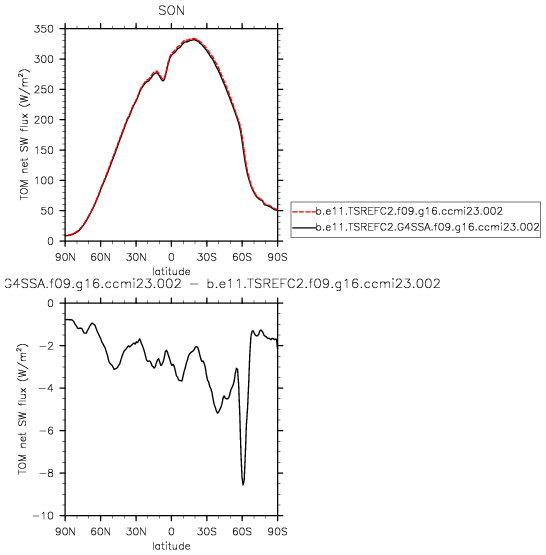 SON
350
300
250
200
150
100
50
0
TOM net SW flux (W/m²)
90N 60N 30N 0 30S 60S 90S
latitude
b.e11.TSREFC2.f09.g16.ccmi23.002
b.e11.TSREFC2.G4SSA.f09.g16.ccmi23.002
G4SSA.f09.g16.ccmi23.002 − b.e11.TSREFC2.f09.g16.ccmi23.002
0
−2
−4
−6
−8
−10
TOM net SW flux (W/m²)
90N 60N 30N 0 30S 60S 90S
latitude